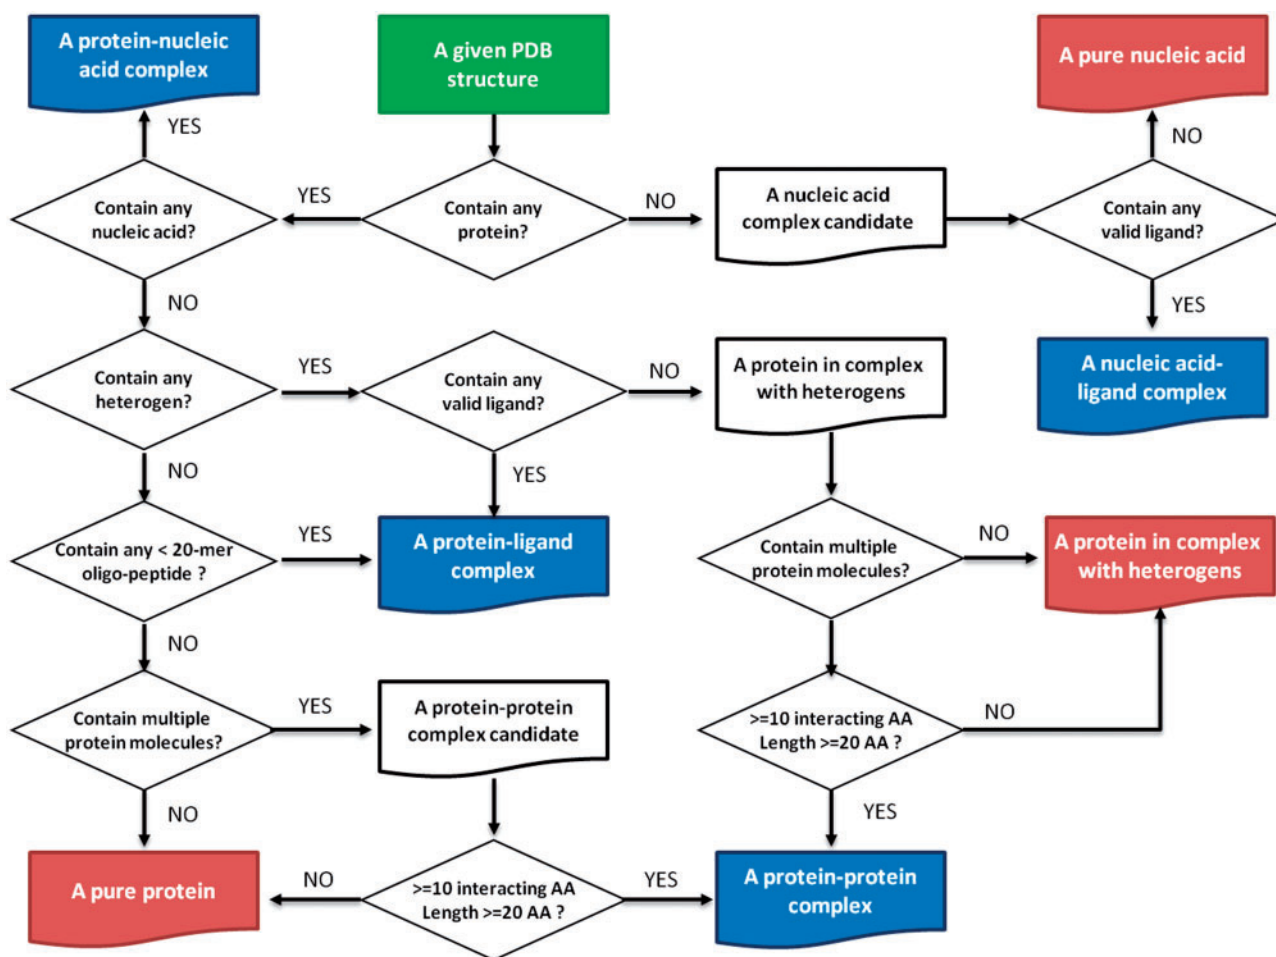 A protein-nucleic
acid complex
A given PDB
structure
A pure nucleic acid
YES
NO
Contain any
nucleic acid?
YES
Contain any
protein?
NO
A nucleic acid
complex candidate
Contain any
valid ligand?
NO
YES
Contain any
heterogen?
YES
Contain any
valid ligand?
NO
A protein in complex
with heterogens
A nucleic acid-
ligand complex
NO
YES
Contain any < 20-mer
oligo-peptide ?
YES
A protein-ligand
complex
Contain multiple
protein molecules?
NO
A protein in complex
with heterogens
NO
Contain multiple
protein molecules?
YES
A protein-protein
complex candidate
>=10 interacting AA
Length >=20 AA ?
NO
NO
YES
A pure protein
NO
>=10 interacting AA
Length >=20 AA ?
YES
A protein-protein
complex